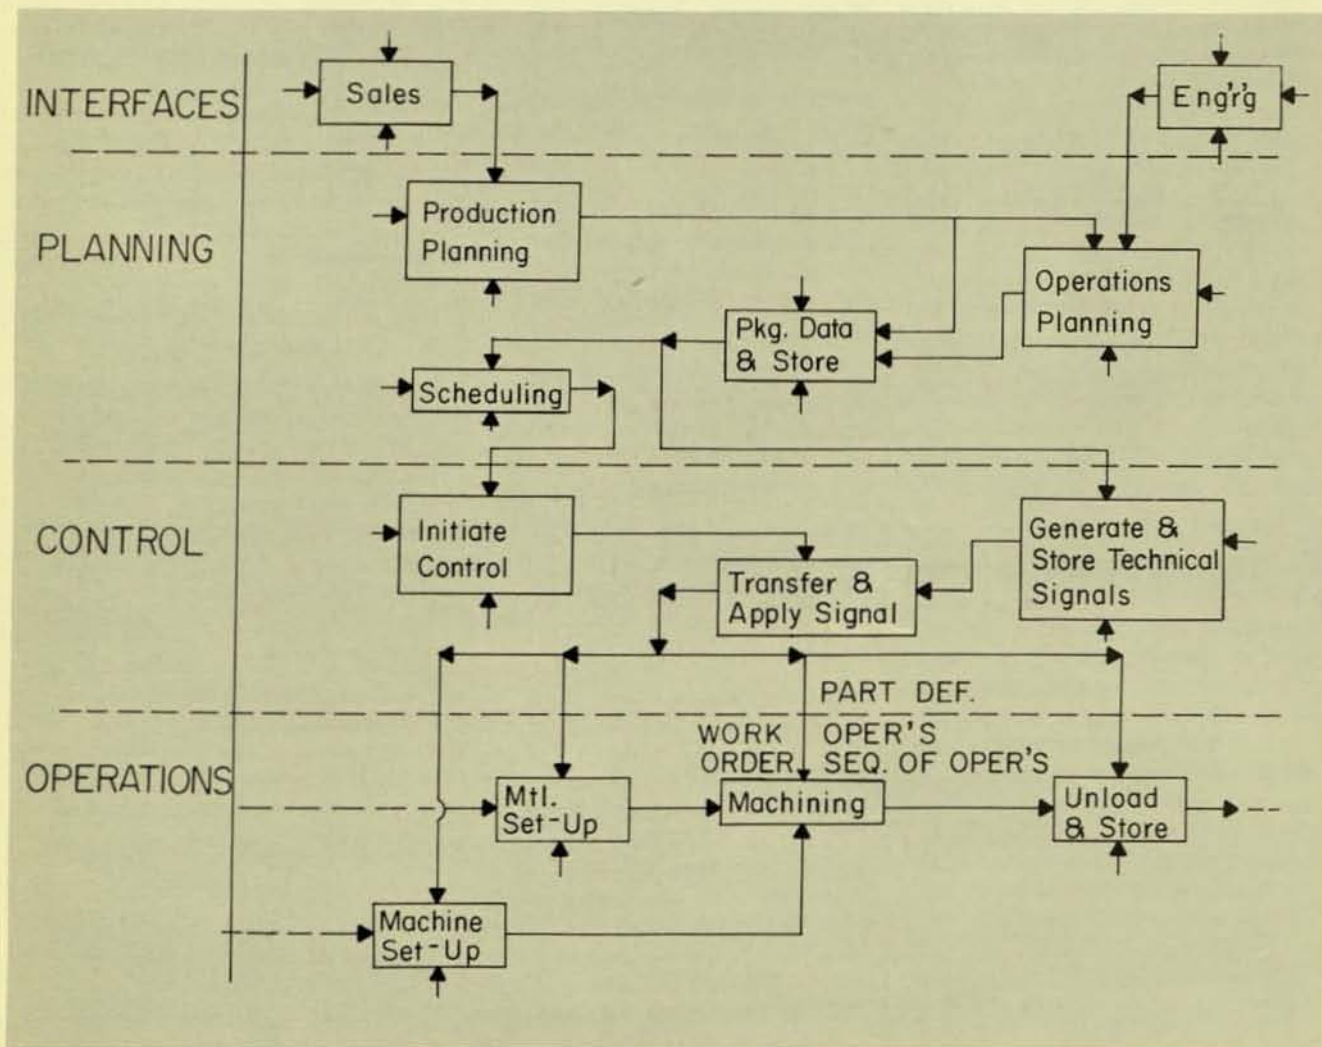 INTERFACES
Sales
Eng'r'g
PLANNING
Production
Planning
Operations
Planning
Pkg. Data
& Store
Scheduling
CONTROL
Initiate
Control
Generate &
Store Technical
Signals
Transfer &
Apply Signal
PART DEF.
WORK OPER'S
ORDER SEQ. OF OPER'S
OPERATIONS
Mtl.
Set-Up
Machining
Unload
& Store
Machine
Set-Up